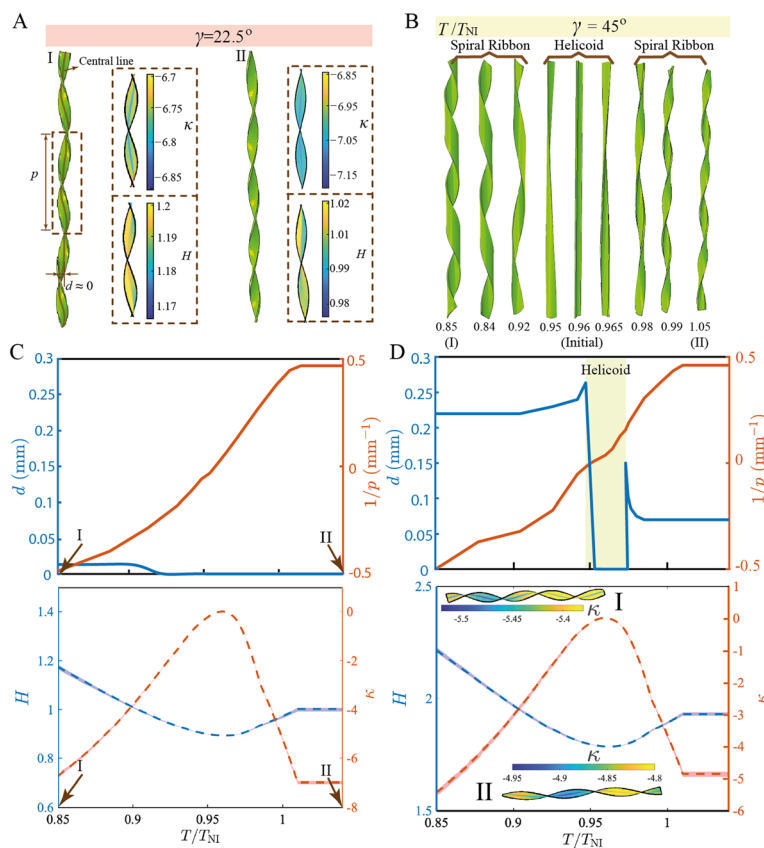 A
γ=22.5°
I
II
Central line
p
d ≈ 0
−6.7
−6.75
−6.8
−6.85
κ
1.2
1.19
1.18
1.17
H
−6.85
−6.95
−7.05
−7.15
κ
1.02
1.01
0.99
0.98
H
B
T/T_NI
γ = 45°
Spiral Ribbon Helicoid Spiral Ribbon
0.85 0.84 0.92 0.95 0.96 0.965 0.98 0.99 1.05
(I) (Initial) (II)
C
d (mm)
0.3
0.25
0.2
0.15
0.1
0.05
0
0.5
0
-0.5
1/p (mm⁻¹)
I
II
H
1.4
1.2
1
0.8
0.6
0
-2
-4
-6
-8
κ
I
II
0.85 0.9 0.95 1
T/T_NI
D
Helicoid
d (mm)
0.3
0.25
0.2
0.15
0.1
0.05
0
0.5
0
-0.5
1/p (mm⁻¹)
H
2.5
2
1.5
1
0
-1
-2
-3
-4
-5
-6
κ
-5.5 -5.45 -5.4
κ
I
κ
-4.95 -4.9 -4.85 -4.8
II
0.85 0.9 0.95 1
T/T_NI